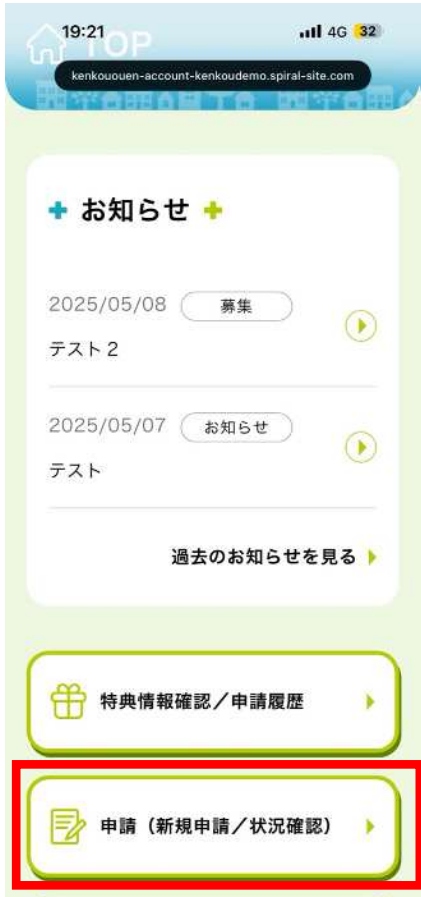 19:21
4G 32
TOP
kenkououen-account-kenkoudemo.spiral-site.com
お知らせ
2025/05/08 募集
テスト2
2025/05/07 お知らせ
テスト
過去のお知らせを見る
特典情報確認／申請履歴
申請（新規申請／状況確認）